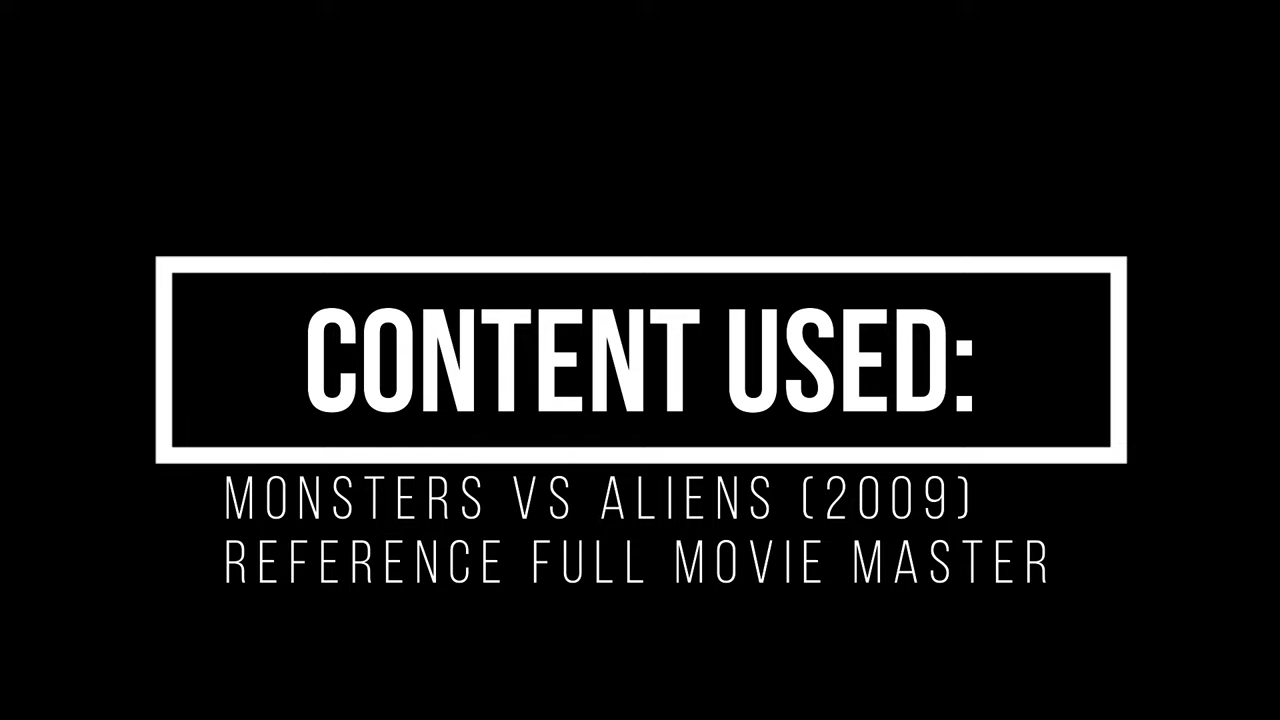 CONTENT USED:
MONSTERS VS ALIENS (2009)
REFERENCE FULL MOVIE MASTER